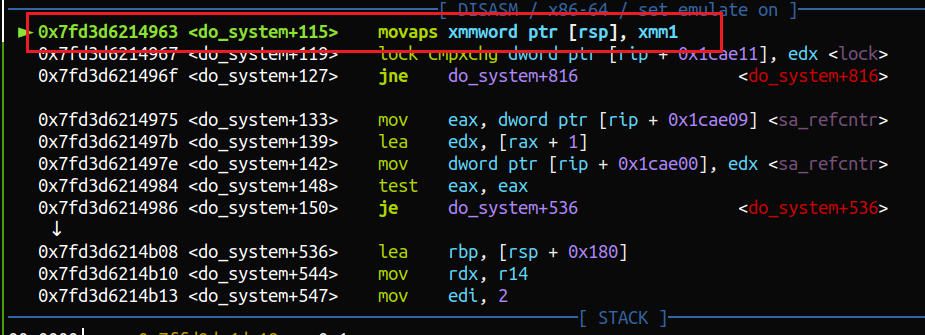 [ DISASM / x86-64 / set emulate on ]
► 0x7fd3d6214963 <do_system+115> movaps xmmword ptr [rsp], xmm1
0x7fd3d6214967 <do_system+119> lock cmpxchg dword ptr [rip + 0x1cae11], edx <lock>
0x7fd3d621496f <do_system+127> jne do_system+816 <do_system+816>
0x7fd3d6214975 <do_system+133> mov eax, dword ptr [rip + 0x1cae09] <sa_refcntr>
0x7fd3d621497b <do_system+139> lea edx, [rax + 1]
0x7fd3d621497e <do_system+142> mov dword ptr [rip + 0x1cae00], edx <sa_refcntr>
0x7fd3d6214984 <do_system+148> test eax, eax
0x7fd3d6214986 <do_system+150> je do_system+536 <do_system+536>
↓
0x7fd3d6214b08 <do_system+536> lea rbp, [rsp + 0x180]
0x7fd3d6214b10 <do_system+544> mov rdx, r14
0x7fd3d6214b13 <do_system+547> mov edi, 2
[ STACK ]